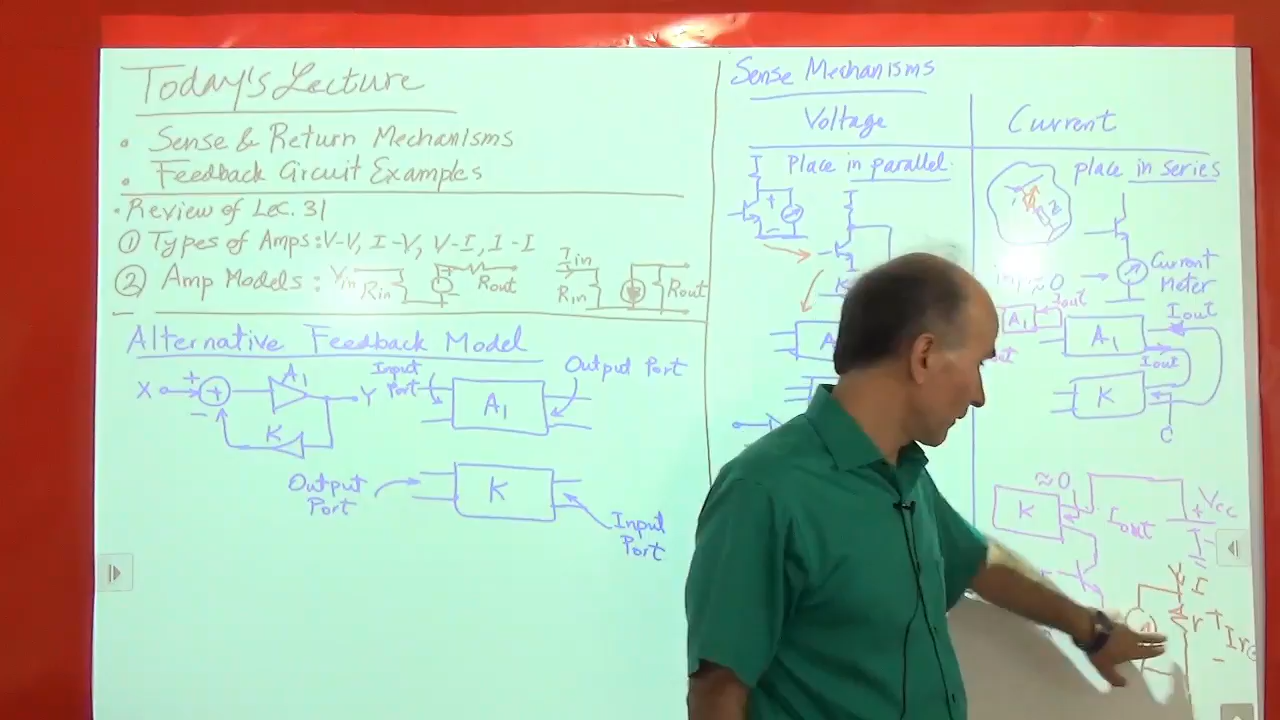 Today's Lecture
• Sense & Return Mechanisms
• Feedback Circuit Examples
• Review of Lec. 31
① Types of Amps: V-V, I-V, V-I, I-I
② Amp Models: Vin Rin Rout Iin Rin Rout
Alternative Feedback Model
X + + - A1 Y K
Input Port A1 Output Port
Output Port K Input Port
Sense Mechanisms
Voltage
Place in parallel
+
-
K
Current
place in series
Current Meter
≈ 0
Iout
A1
A1
Iout
Iout
K
C
≈0
K
Iout
+ Vcc
I
r +
-